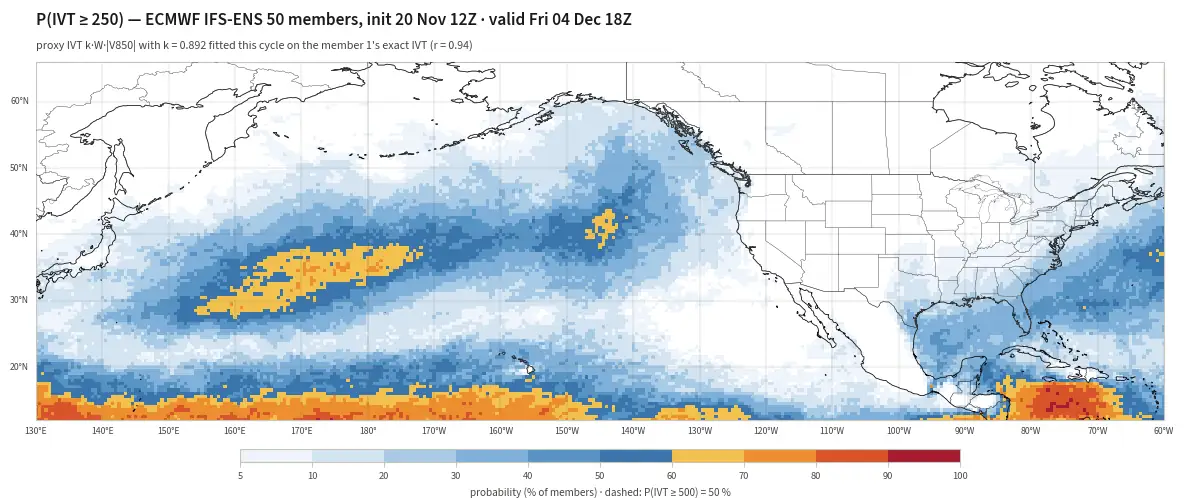 P(IVT ≥ 250) — ECMWF IFS-ENS 50 members, init 20 Nov 12Z · valid Fri 04 Dec 18Z
proxy IVT k·W·|V850| with k = 0.892 fitted this cycle on the member 1's exact IVT (r = 0.94)
60°N
50°N
40°N
30°N
20°N
130°E 140°E 150°E 160°E 170°E 180° 170°W 160°W 150°W 140°W 130°W 120°W 110°W 100°W 90°W 80°W 70°W 60°W
5 10 20 30 40 50 60 70 80 90 100
probability (% of members) · dashed: P(IVT ≥ 500) = 50 %